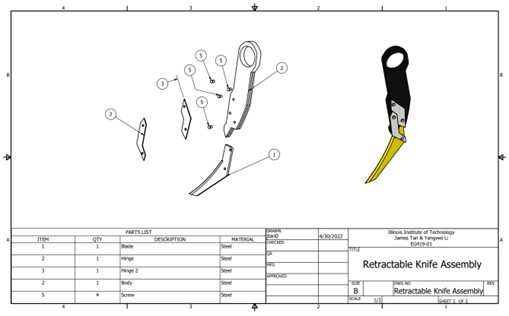 4
3
2
1
5
5
2
3
5
B
B
2
5
1
PARTS LIST
ITEM QTY DESCRIPTION MATERIAL
1 1 Blade Steel
2 1 Hinge Steel
3 1 Hinge 2 Steel
2 1 Body Steel
5 4 Screw Steel
A
A
DRAWN
4/30/2022
CHECKED
QA
MFG
APPROVED
Illinois Institute of Technology
James Tan & Yangwei Li
EG419-01
TITLE
Retractable Knife Assembly
SIZE
B
DWG NO
Retractable Knife Assembly
REV
SCALE
1/2
SHEET 1 OF 1
4
3
2
1